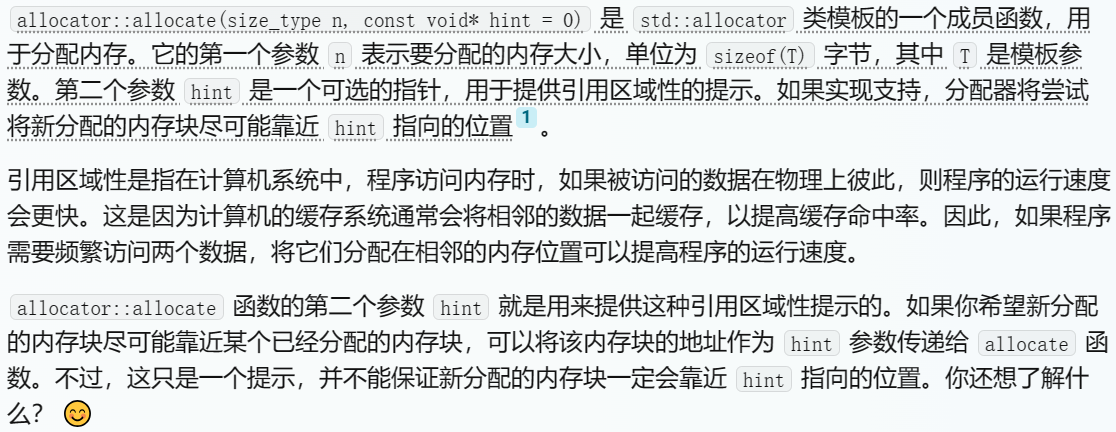 allocator::allocate(size_type n, const void* hint = 0) 是 std::allocator 类模板的一个成员函数，用
于分配内存。它的第一个参数 n 表示要分配的内存大小，单位为 sizeof(T) 字节，其中 T 是模板参
数。第二个参数 hint 是一个可选的指针，用于提供引用区域性的提示。如果实现支持，分配器将尝试
将新分配的内存块尽可能靠近 hint 指向的位置 1 。
引用区域性是指在计算机系统中，程序访问内存时，如果被访问的数据在物理上彼此，则程序的运行速度
会更快。这是因为计算机的缓存系统通常会将相邻的数据一起缓存，以提高缓存命中率。因此，如果程序
需要频繁访问两个数据，将它们分配在相邻的内存位置可以提高程序的运行速度。
allocator::allocate 函数的第二个参数 hint 就是用来提供这种引用区域性提示的。如果你希望新分配
的内存块尽可能靠近某个已经分配的内存块，可以将该内存块的地址作为 hint 参数传递给 allocate 函
数。不过，这只是一个提示，并不能保证新分配的内存块一定会靠近 hint 指向的位置。你还想了解什
么？ 😊